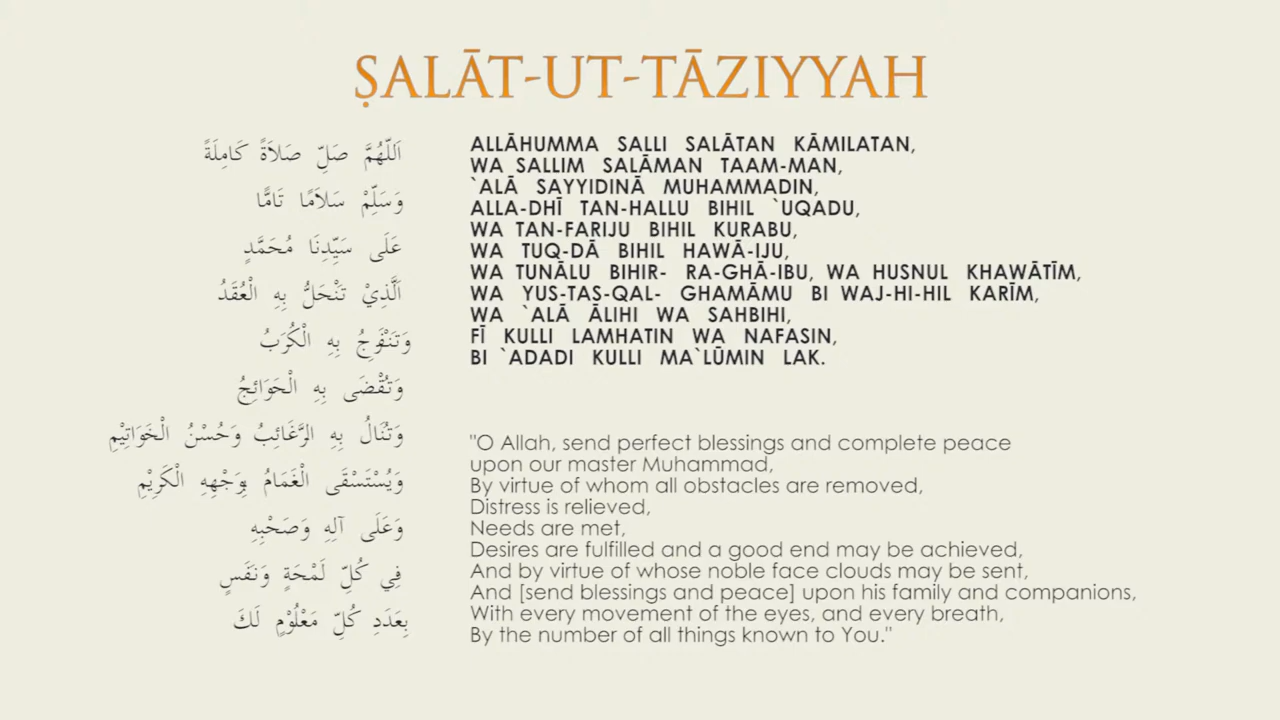 ṢALĀT-UT-TĀZIYYAH
اَللّٰهُمَّ صَلِّ صَلاَةً كَامِلَةً
وَسَلِّمْ سَلاَمًا تَامًّا
عَلَى سَيِّدِنَا مُحَمَّدٍ
اَلَّذِيْ تَنْحَلُّ بِهِ الْعُقَدُ
وَتَنْفَرِجُ بِهِ الْكُرَبُ
وَتُقْضَى بِهِ الْحَوَائِجُ
وَتُنَالُ بِهِ الرَّغَائِبُ وَحُسْنُ الْخَوَاتِيْمِ
وَيُسْتَسْقَى الْغَمَامُ بِوَجْهِهِ الْكَرِيْمِ
وَعَلَى آلِهِ وَصَحْبِهِ
فِي كُلِّ لَمْحَةٍ وَنَفَسٍ
بِعَدَدِ كُلِّ مَعْلُوْمٍ لَكَ
ALLĀHUMMA SALLI SALĀTAN KĀMILATAN,
WA SALLIM SALĀMAN TAAM-MAN,
`ALĀ SAYYIDINĀ MUHAMMADIN,
ALLA-DHĪ TAN-HALLU BIHIL `UQADU,
WA TAN-FARIJU BIHIL KURABU,
WA TUQ-DĀ BIHIL HAWĀ-IJU,
WA TUNĀLU BIHIR- RA-GHĀ-IBU, WA HUSNUL KHAWĀTĪM,
WA YUS-TAS-QAL- GHAMĀMU BI WAJ-HI-HIL KARĪM,
WA `ALĀ ĀLIHI WA SAHBIHI,
FĪ KULLI LAMHATIN WA NAFASIN,
BI `ADADI KULLI MA`LŪMIN LAK.
"O Allah, send perfect blessings and complete peace
upon our master Muhammad,
By virtue of whom all obstacles are removed,
Distress is relieved,
Needs are met,
Desires are fulfilled and a good end may be achieved,
And by virtue of whose noble face clouds may be sent,
And [send blessings and peace] upon his family and companions,
With every movement of the eyes, and every breath,
By the number of all things known to You."